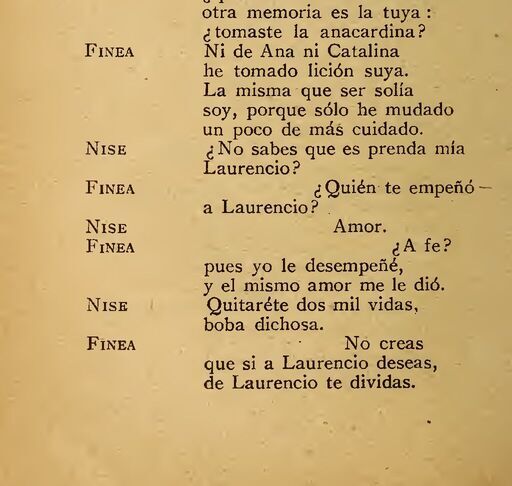 otra memoria es la tuya :
¿tomaste la anacardina?
FINEA Ni de Ana ni Catalina
he tomado lición suya.
La misma que ser solía
soy, porque sólo he mudado
un poco de más cuidado.
NISE ¿No sabes que es prenda mía
Laurencio?
FINEA ¿Quién te empeñó—
a Laurencio?
NISE Amor.
FINEA ¿A fe?
pues yo le desempeñé,
y el mismo amor me le dió.
NISE Quitaréte dos mil vidas,
boba dichosa.
FINEA No creas
que si a Laurencio deseas,
de Laurencio te dividas.